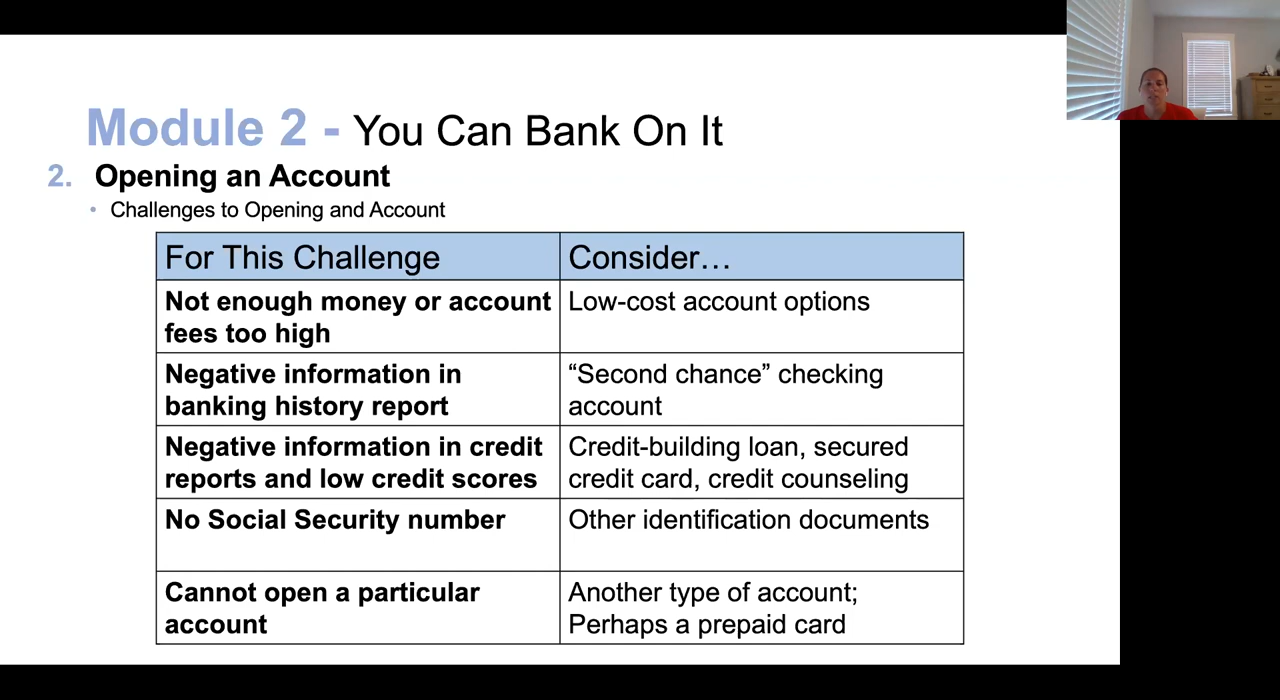 Module 2 - You Can Bank On It
2. Opening an Account
• Challenges to Opening and Account
For This Challenge
Consider…
Not enough money or account
fees too high
Low-cost account options
Negative information in
banking history report
“Second chance” checking
account
Negative information in credit
reports and low credit scores
Credit-building loan, secured
credit card, credit counseling
No Social Security number
Other identification documents
Cannot open a particular
account
Another type of account;
Perhaps a prepaid card